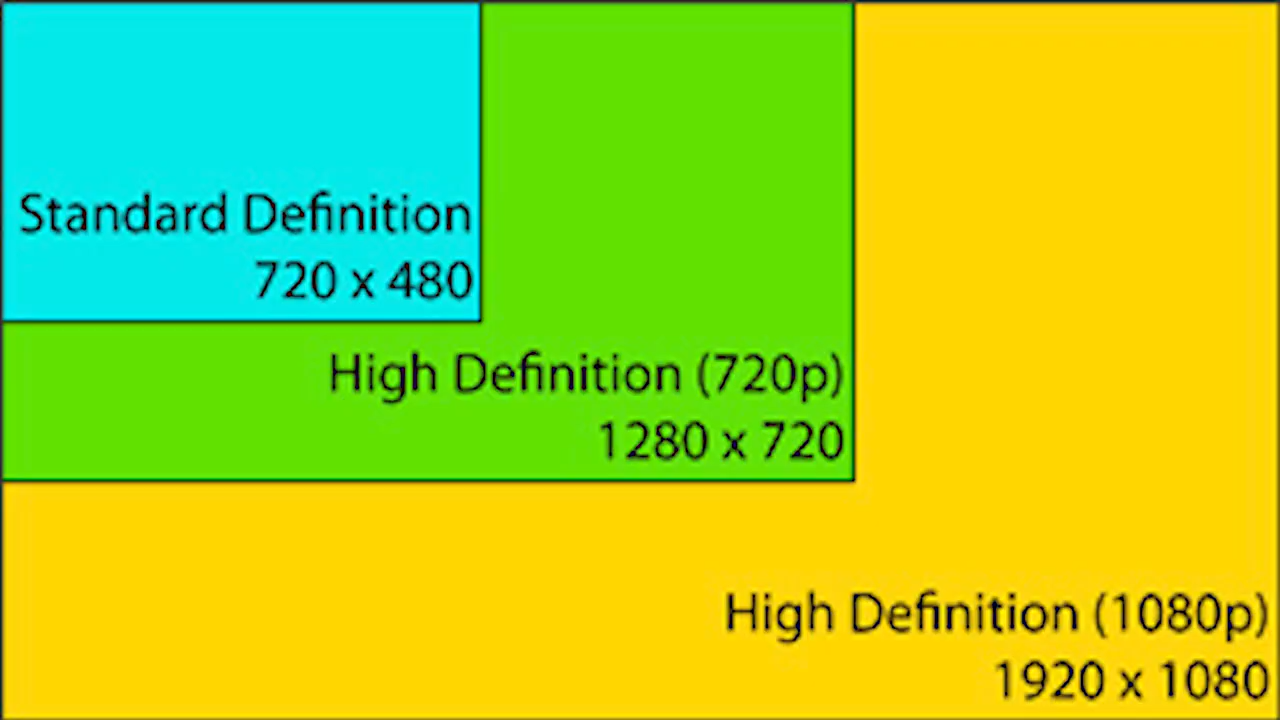 Standard Definition
720 x 480
High Definition (720p)
1280 x 720
High Definition (1080p)
1920 x 1080